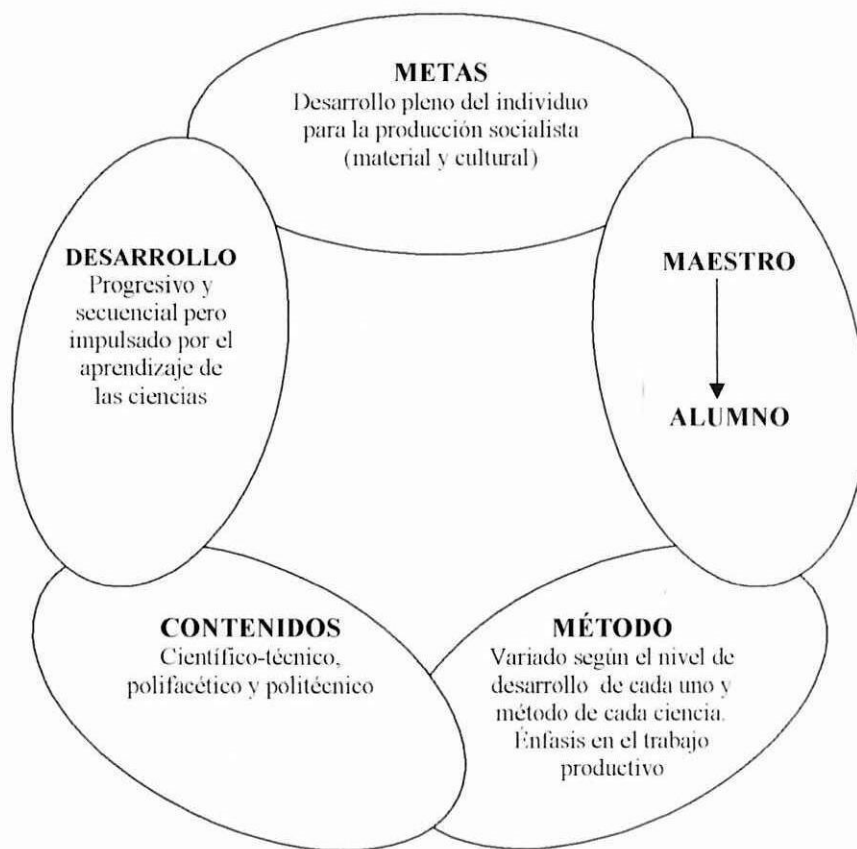 METAS
Desarrollo pleno del individuo
para la producción socialista
(material y cultural)
DESARROLLO
Progresivo y
secuencial pero
impulsado por el
aprendizaje de
las ciencias
MAESTRO
ALUMNO
CONTENIDOS
Científico-técnico,
polifacético y politécnico
MÉTODO
Variado según el nivel de
desarrollo de cada uno y
método de cada ciencia.
Énfasis en el trabajo
productivo